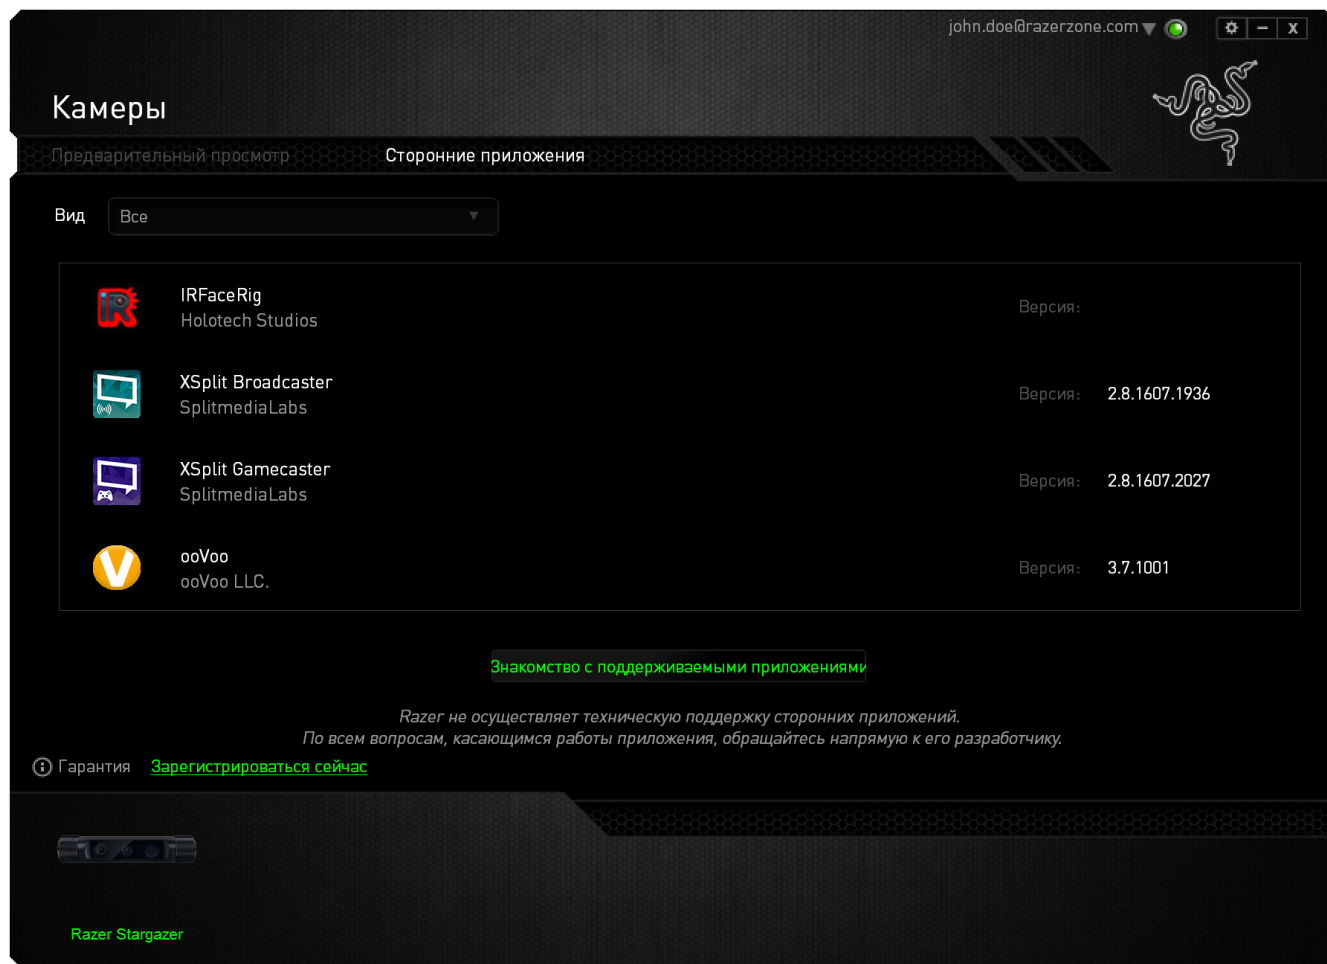 john.doe@razerzone.com
Камеры
Предварительный просмотр Сторонние приложения
Вид Все
IRFaceRig
Holotech Studios
Версия:
XSplit Broadcaster
SplitmediaLabs
Версия: 2.8.1607.1936
XSplit Gamecaster
SplitmediaLabs
Версия: 2.8.1607.2027
ooVoo
ooVoo LLC.
Версия: 3.7.1001
Знакомство с поддерживаемыми приложениями
Razer не осуществляет техническую поддержку сторонних приложений.
По всем вопросам, касающимся работы приложения, обращайтесь напрямую к его разработчику.
Гарантия Зарегистрироваться сейчас
Razer Stargazer